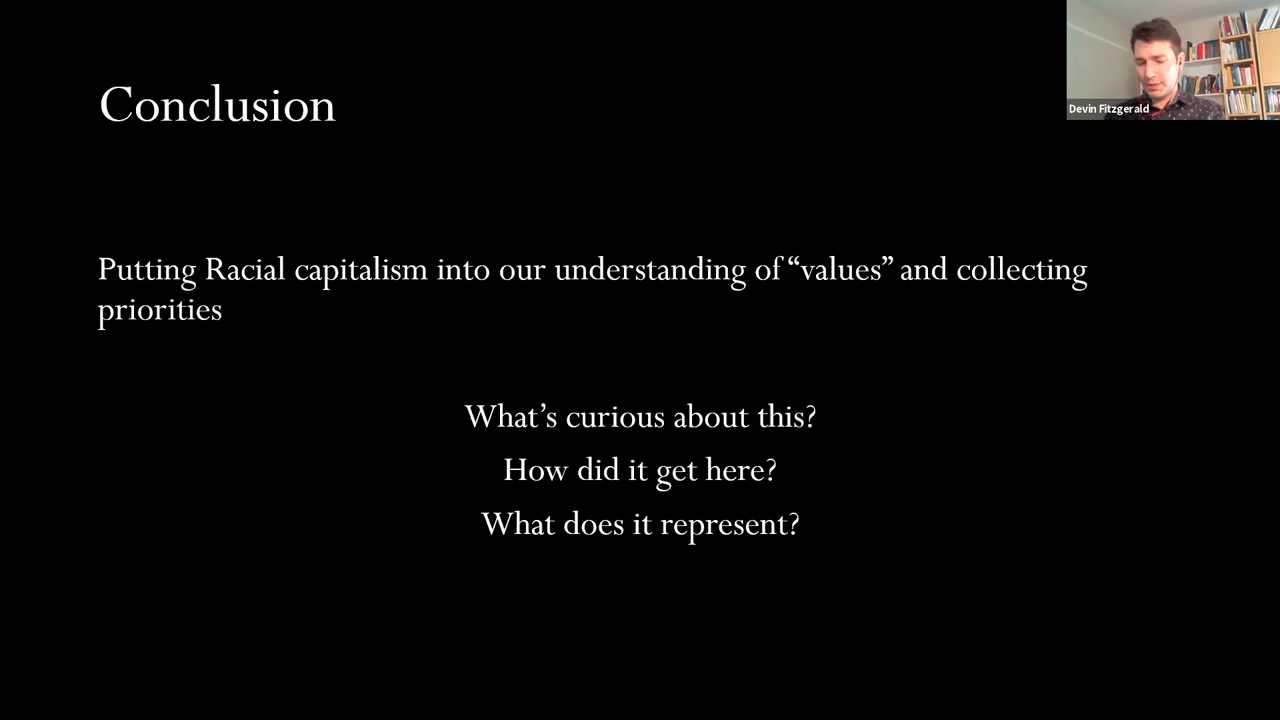 Conclusion
Devin Fitzgerald
Putting Racial capitalism into our understanding of “values” and collecting
priorities
What’s curious about this?
How did it get here?
What does it represent?